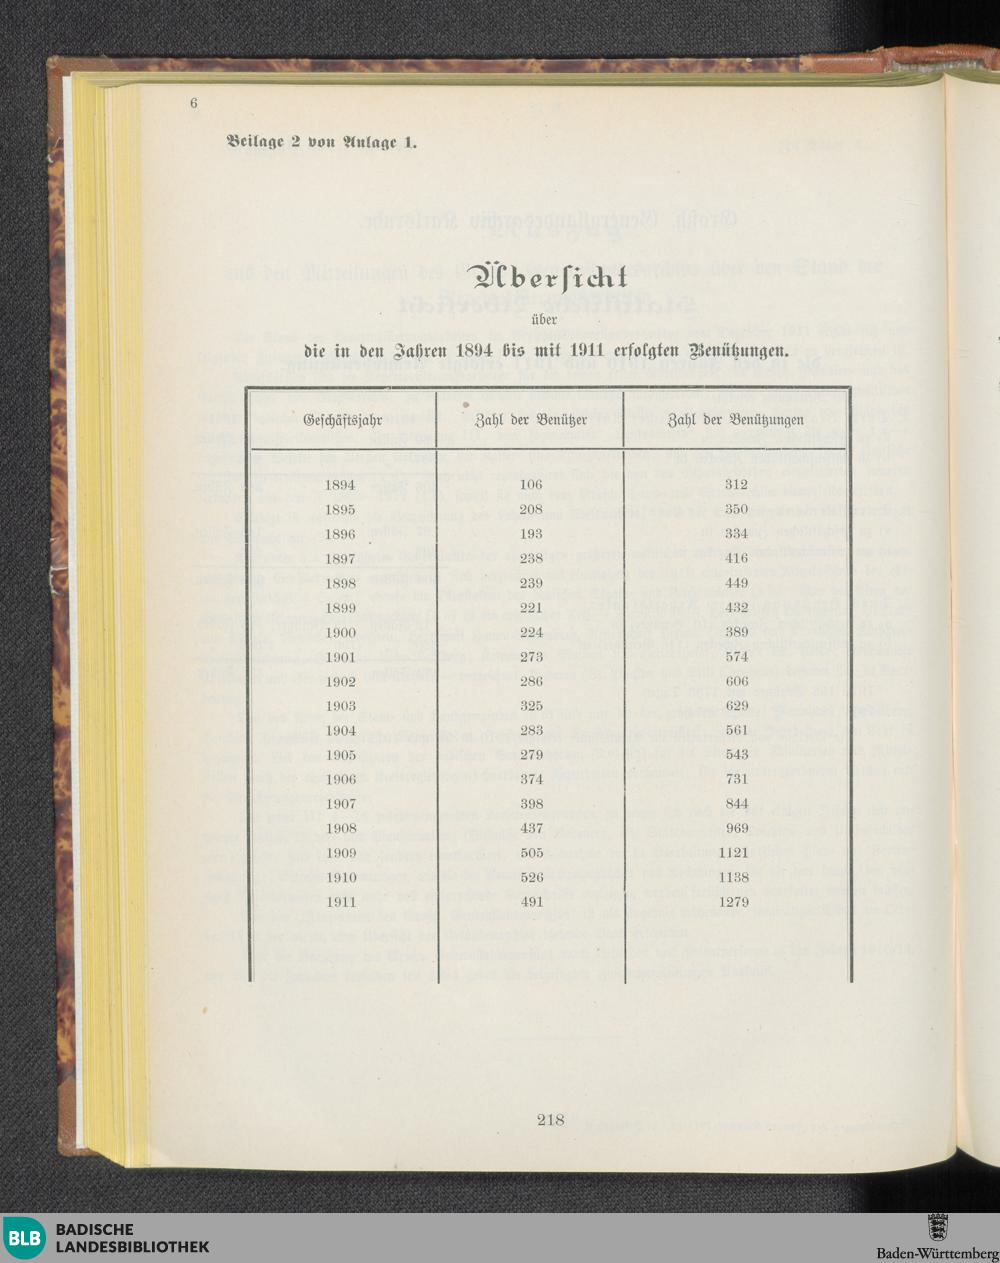 6
Beilage 2 von Anlage 1.
Übersicht
über
die in den Jahren 1894 bis mit 1911 erfolgten Benützungen.
Geschäftsjahr Zahl der Benützer Zahl der Benützungen
1894 106 312
1895 208 350
1896 193 334
1897 238 416
1898 239 449
1899 221 432
1900 224 389
1901 273 574
1902 286 606
1903 325 629
1904 283 561
1905 279 543
1906 374 731
1907 398 844
1908 437 969
1909 505 1121
1910 526 1138
1911 491 1279
218
BLB BADISCHE
LANDESBIBLIOTHEK
Baden-Württemberg